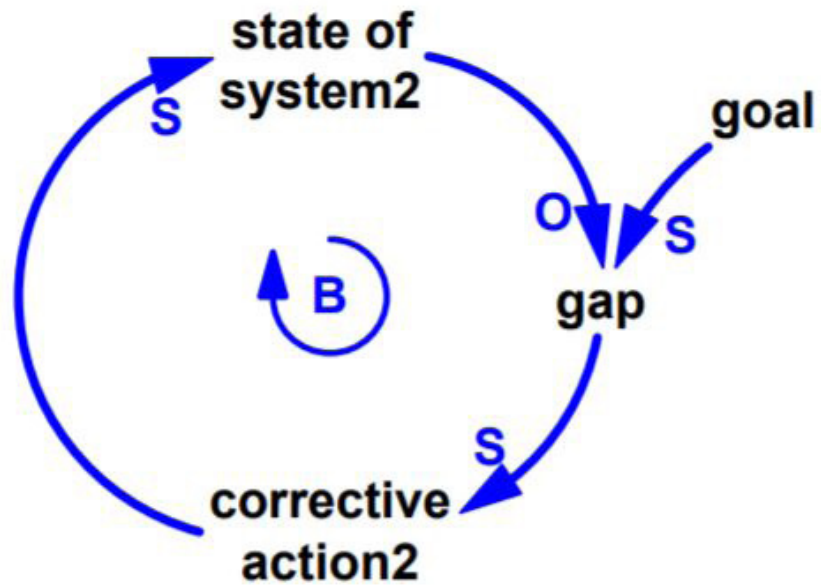 state of
system2
goal
S
O
S
B
gap
S
corrective
action2